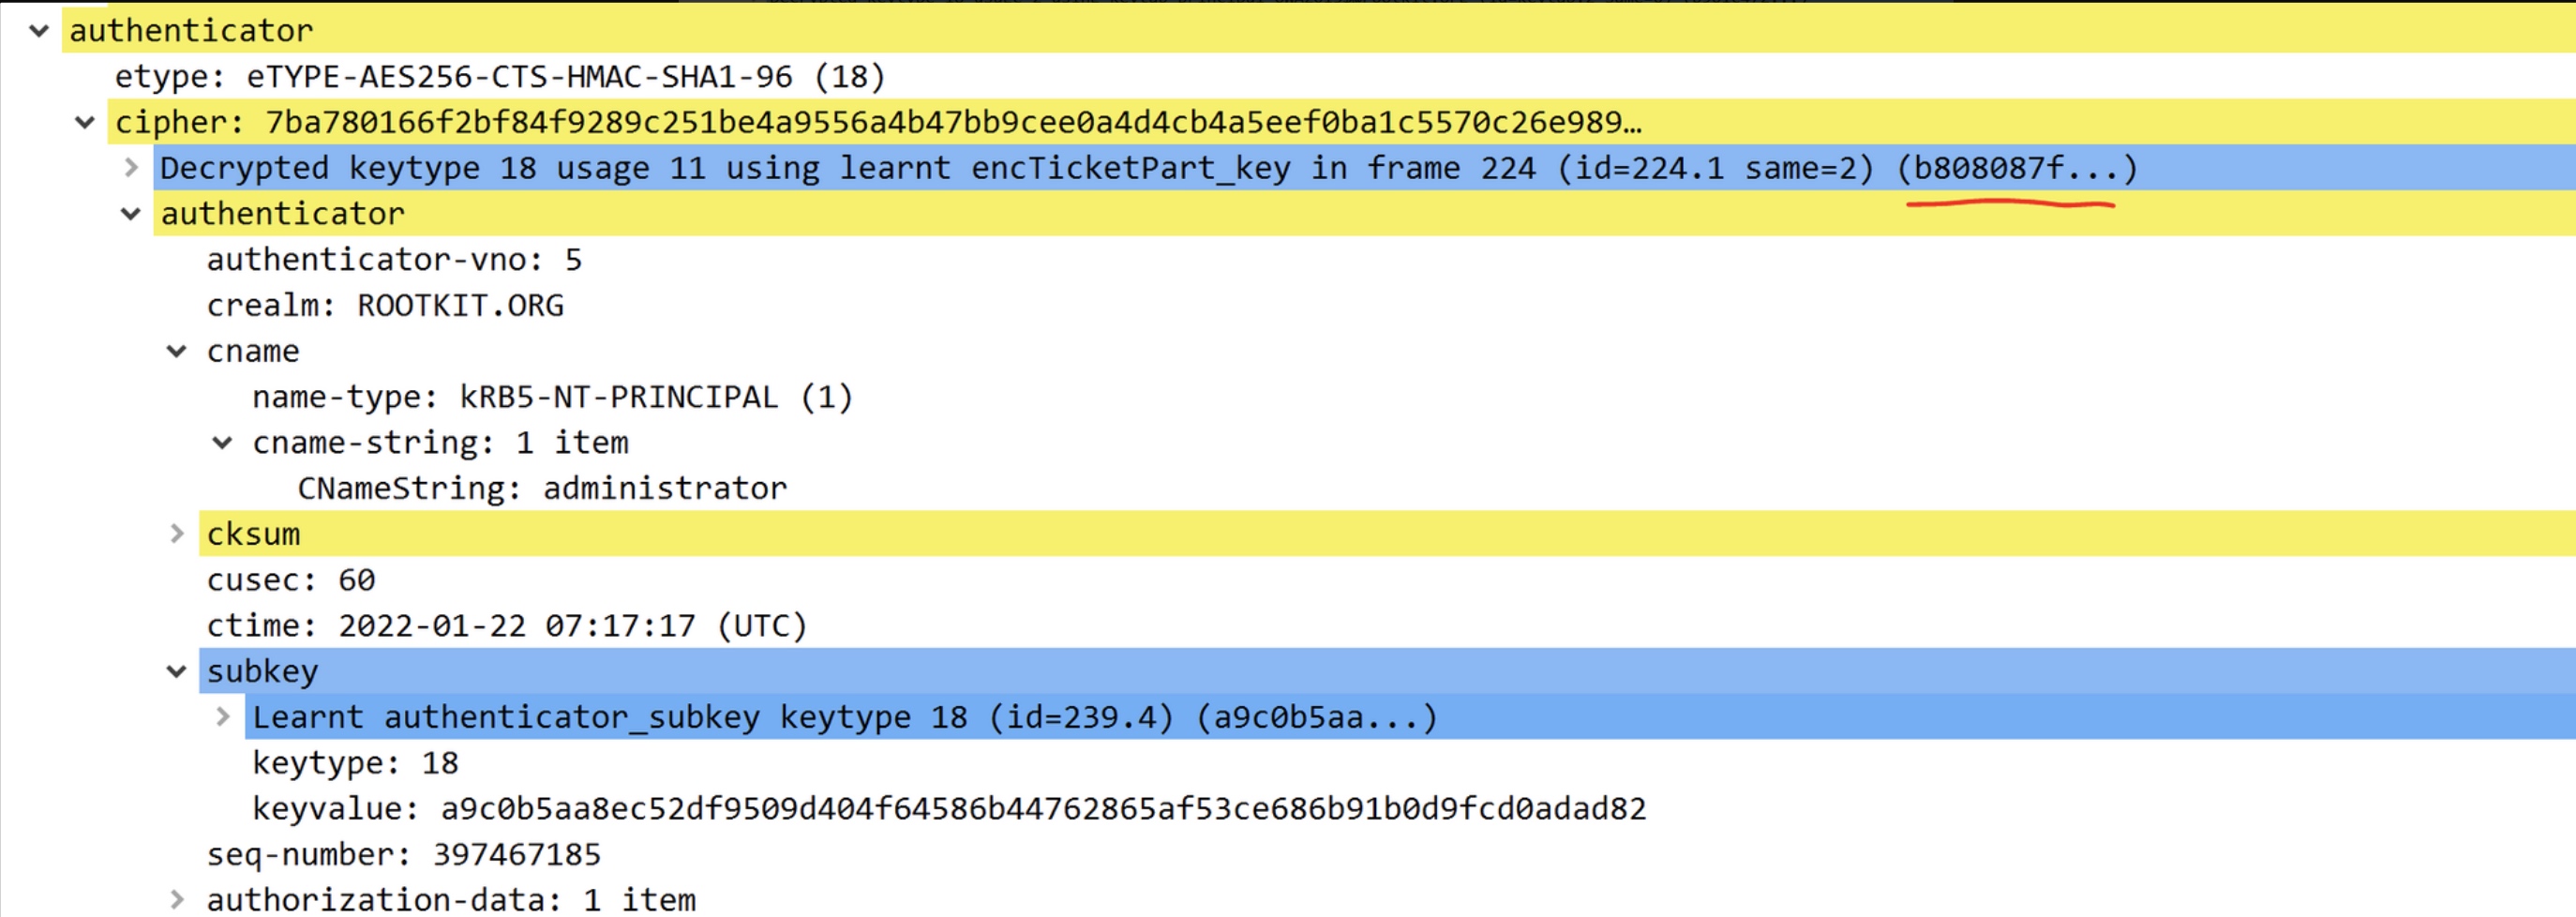 authenticator
etype: eTYPE-AES256-CTS-HMAC-SHA1-96 (18)
cipher: 7ba780166f2bf84f9289c251be4a9556a4b47bb9cee0a4d4cb4a5eef0ba1c5570c26e989…
Decrypted keytype 18 usage 11 using learnt encTicketPart_key in frame 224 (id=224.1 same=2) (b808087f...)
authenticator
authenticator-vno: 5
crealm: ROOTKIT.ORG
cname
name-type: kRB5-NT-PRINCIPAL (1)
cname-string: 1 item
CNameString: administrator
cksum
cusec: 60
ctime: 2022-01-22 07:17:17 (UTC)
subkey
Learnt authenticator_subkey keytype 18 (id=239.4) (a9c0b5aa...)
keytype: 18
keyvalue: a9c0b5aa8ec52df9509d404f64586b44762865af53ce686b91b0d9fcd0adad82
seq-number: 397467185
authorization-data: 1 item